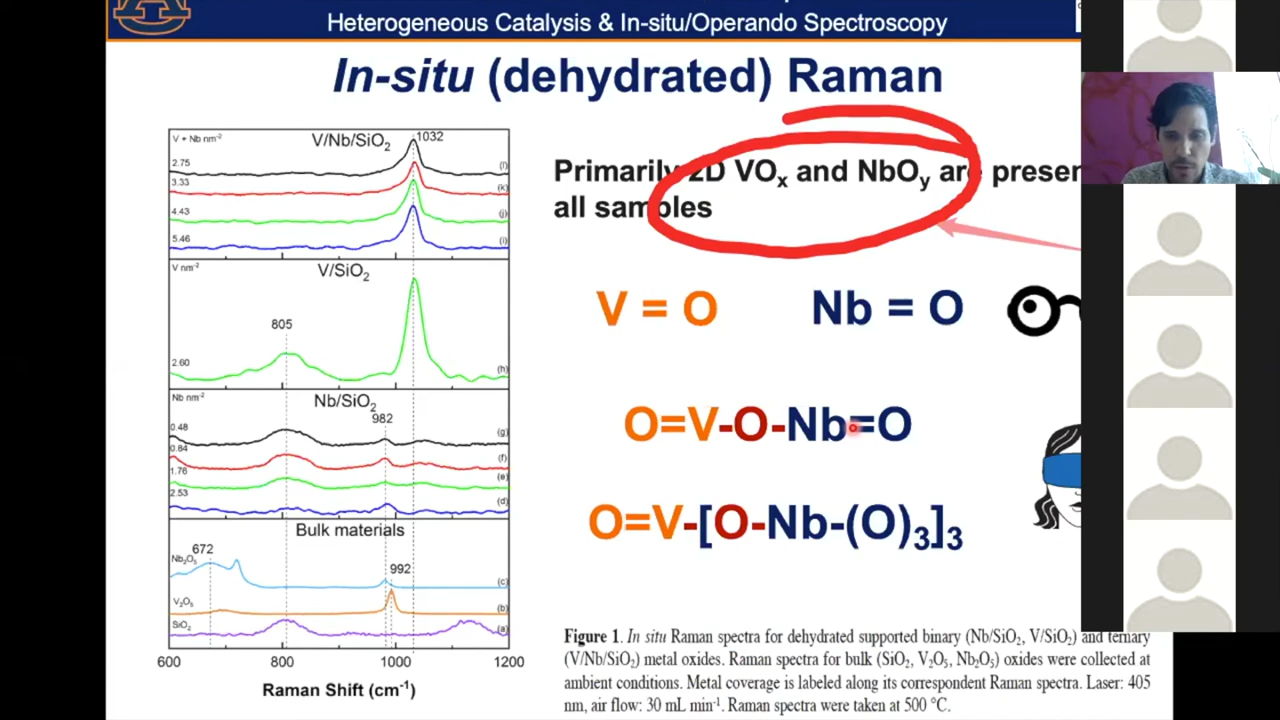 Heterogeneous Catalysis & In-situ/Operando Spectroscopy
In-situ (dehydrated) Raman
V + Nb nm-2
V/Nb/SiO2
1032
2.75
(l)
3.33
(k)
4.43
(j)
5.46
(i)
V nm-2
V/SiO2
805
2.60
(h)
Nb nm-2
Nb/SiO2
982
0.48
(g)
0.84
(f)
1.76
(e)
2.53
(d)
Bulk materials
672
992
Nb2O5
(c)
V2O5
(b)
SiO2
(a)
600
800
1000
1200
Raman Shift (cm-1)
Primarily 2D VOx and NbOy are presen
all samples
V = O
Nb = O
O=V-O-Nb=O
O=V-[O-Nb-(O)3]3
Figure 1. In situ Raman spectra for dehydrated supported binary (Nb/SiO2, V/SiO2) and ternary
(V/Nb/SiO2) metal oxides. Raman spectra for bulk (SiO2, V2O5, Nb2O5) oxides were collected at
ambient conditions. Metal coverage is labeled along its correspondent Raman spectra. Laser: 405
nm, air flow: 30 mL min-1. Raman spectra were taken at 500 °C.